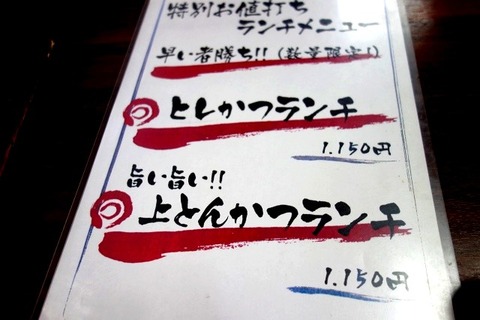 特別お値打ち
ランチメニュー
早い者勝ち!!(数量限定!)
とんかつランチ
1.150円
旨い旨い!!
上とんかつランチ
1.150円